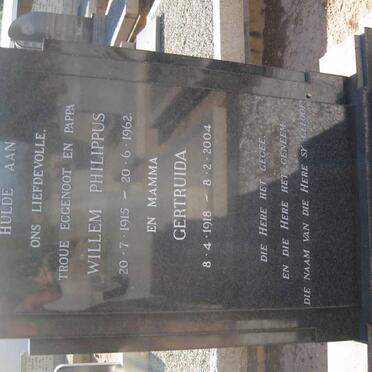 HULDE AAN
ONS LIEFDEVOLLE,
TROUE EGGENOOT EN PAPPA
WILLEM PHILIPPUS
20 · 7 · 1915 – 20 · 6 · 1962.
EN MAMMA
GERTRUIDA
8 · 4 · 1918 – 8 · 2 · 2004
DIE HERE HET GEGEE,
EN DIE HERE HET GENEEM
DIE NAAM VAN DIE HERE SY GELOOF